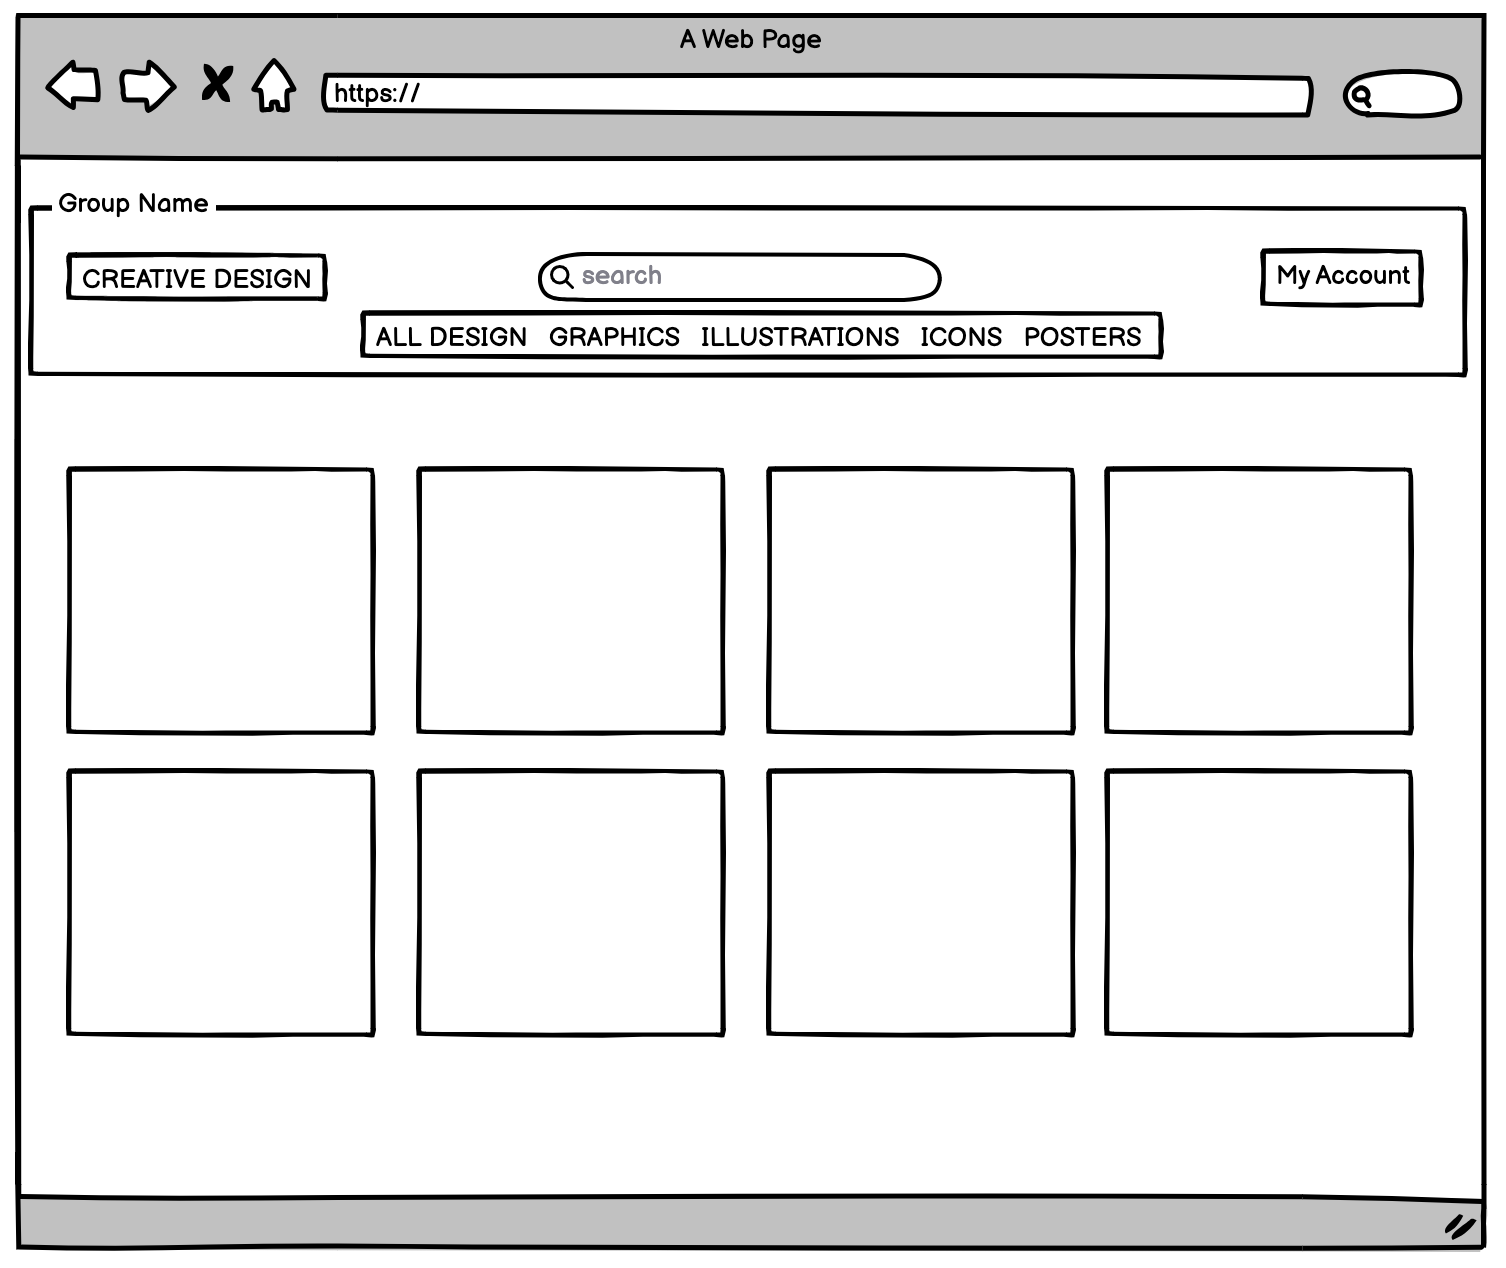 A Web Page
https://
Group Name
CREATIVE DESIGN
search
My Account
ALL DESIGN GRAPHICS ILLUSTRATIONS ICONS POSTERS